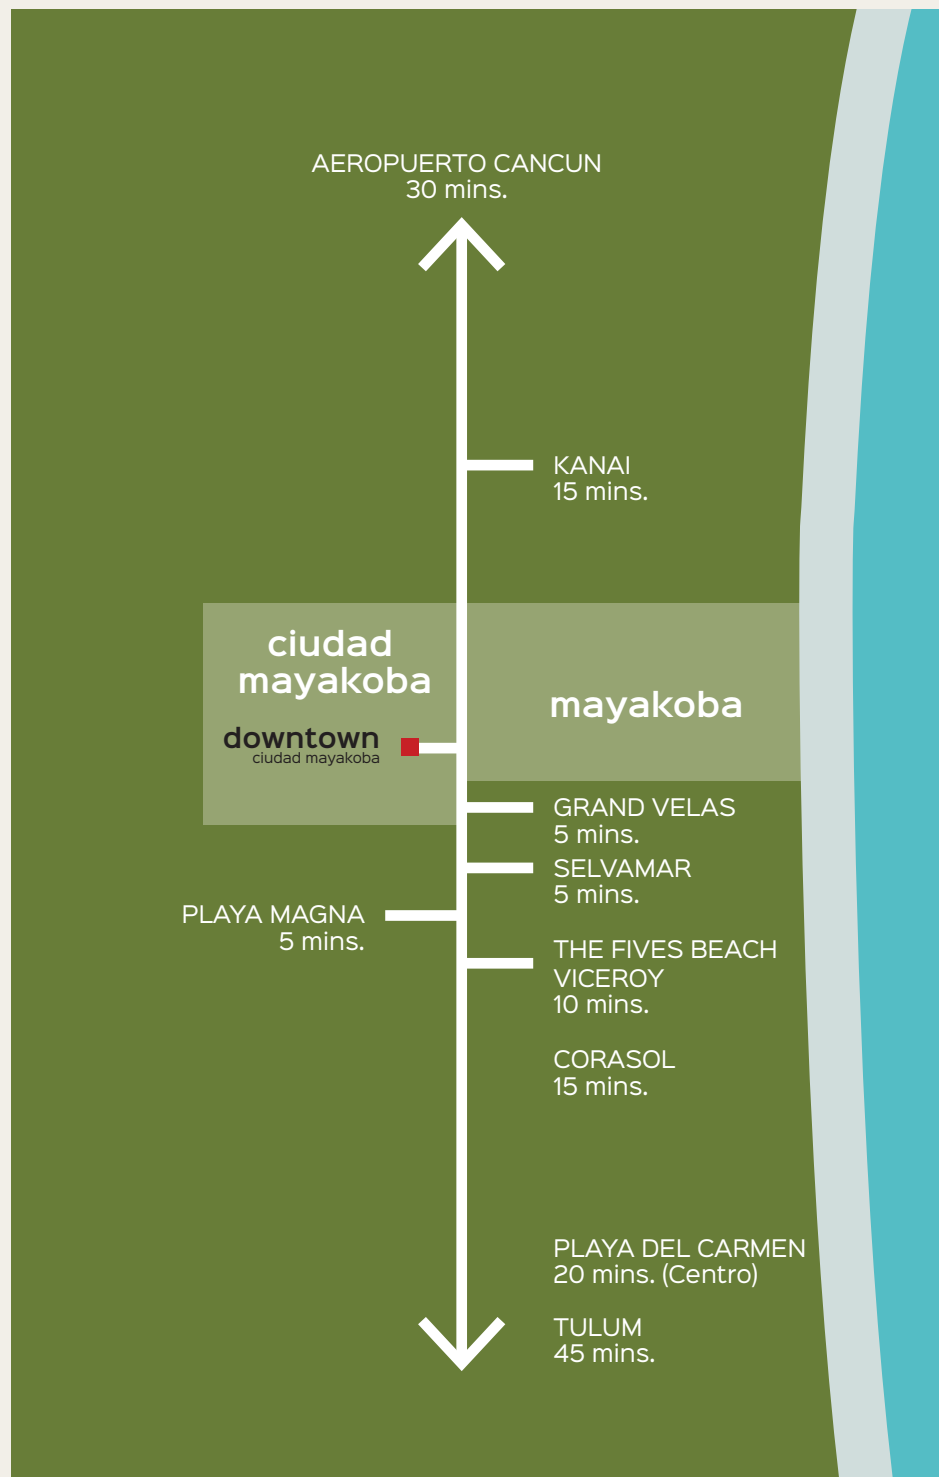 AEROPUERTO CANCUN
30 mins.
KANAI
15 mins.
ciudad
mayakoba
mayakoba
downtown
ciudad mayakoba
GRAND VELAS
5 mins.
SELVAMAR
5 mins.
PLAYA MAGNA
5 mins.
THE FIVES BEACH
VICEROY
10 mins.
CORASOL
15 mins.
PLAYA DEL CARMEN
20 mins. (Centro)
TULUM
45 mins.